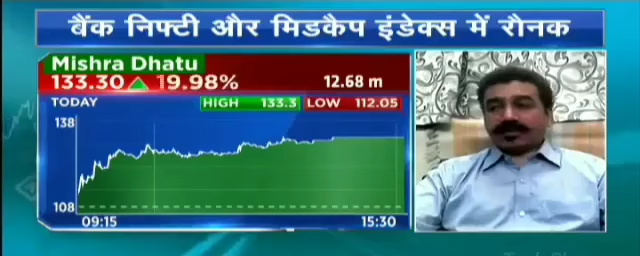 बैंक निफ्टी और मिडकैप इंडेक्स में रौनक
Mishra Dhatu
133.30 19.98% 12.68 m
TODAY HIGH 133.3 LOW 112.05
138
108
09:15 15:30